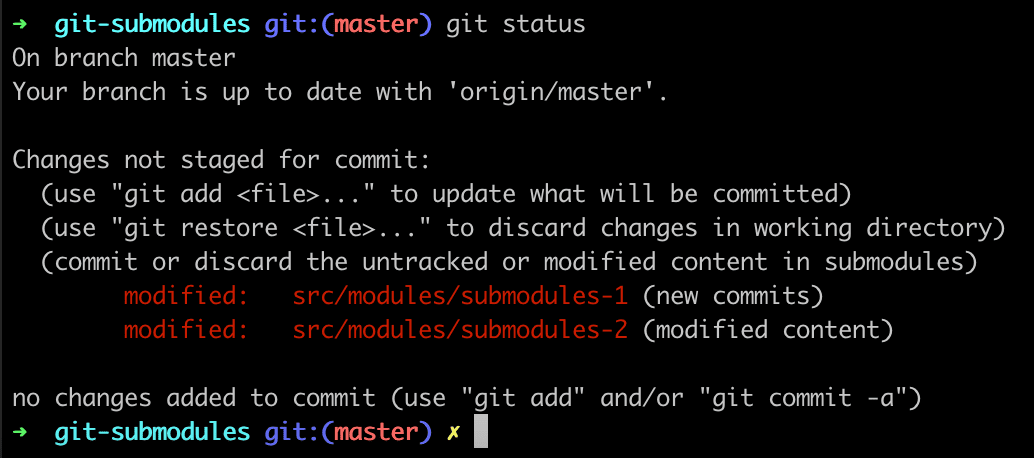 ➜  git-submodules git:(master) git status
On branch master
Your branch is up to date with 'origin/master'.

Changes not staged for commit:
  (use "git add <file>..." to update what will be committed)
  (use "git restore <file>..." to discard changes in working directory)
  (commit or discard the untracked or modified content in submodules)
        modified:   src/modules/submodules-1 (new commits)
        modified:   src/modules/submodules-2 (modified content)

no changes added to commit (use "git add" and/or "git commit -a")
➜  git-submodules git:(master) ✗